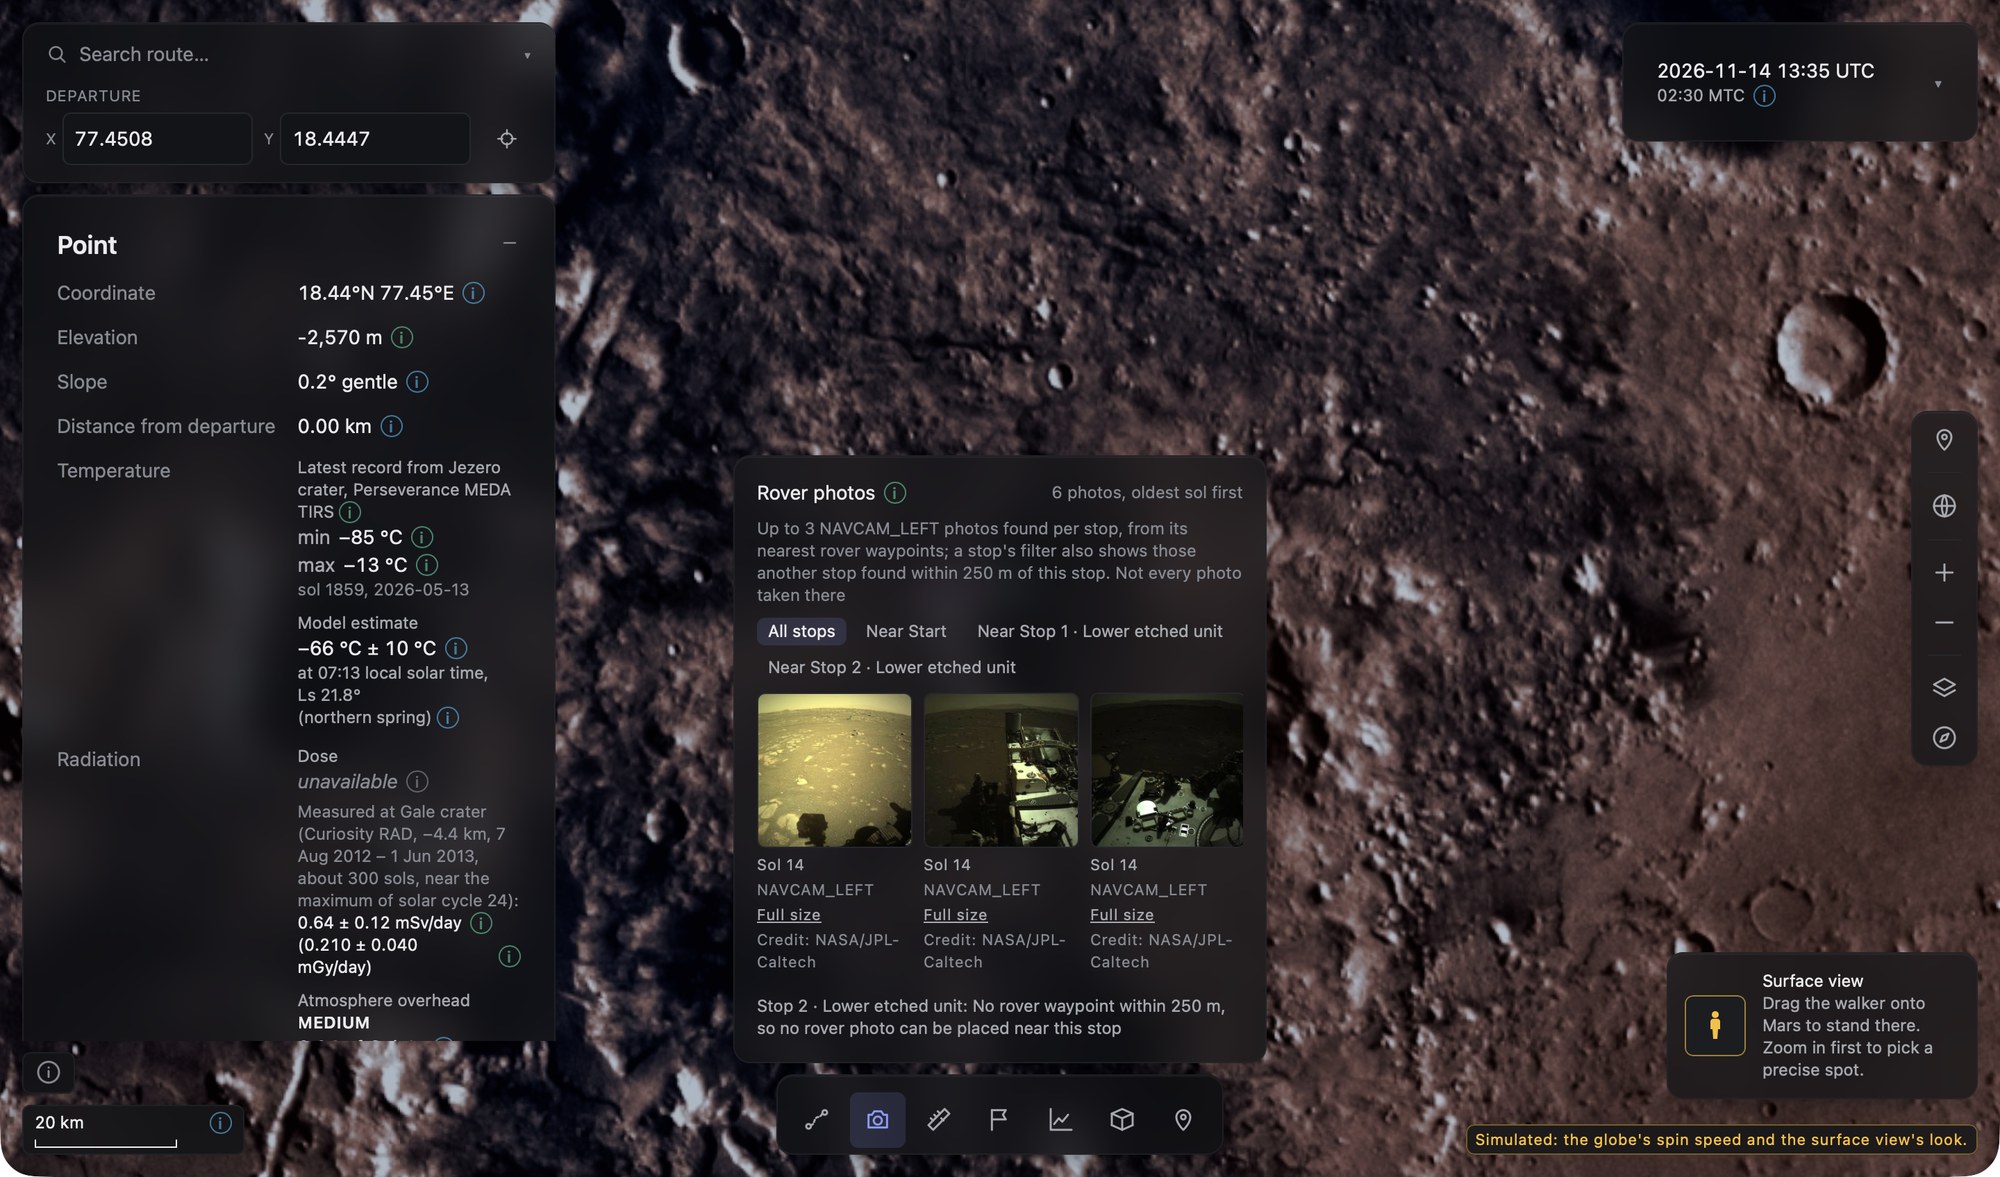 Search route...
DEPARTURE
X 77.4508 Y 18.4447
Point
Coordinate 18.44°N 77.45°E
Elevation -2,570 m
Slope 0.2° gentle
Distance from departure 0.00 km
Temperature Latest record from Jezero
crater, Perseverance MEDA
TIRS
min −85 °C
max −13 °C
sol 1859, 2026-05-13
Model estimate
−66 °C ± 10 °C
at 07:13 local solar time,
Ls 21.8°
(northern spring)
Radiation Dose
unavailable
Measured at Gale crater
(Curiosity RAD, −4.4 km, 7
Aug 2012 – 1 Jun 2013,
about 300 sols, near the
maximum of solar cycle 24):
0.64 ± 0.12 mSv/day
(0.210 ± 0.040
mGy/day)
Atmosphere overhead
MEDIUM
20 km
Rover photos 6 photos, oldest sol first
Up to 3 NAVCAM_LEFT photos found per stop, from its
nearest rover waypoints; a stop's filter also shows those
another stop found within 250 m of this stop. Not every photo
taken there
All stops Near Start Near Stop 1 · Lower etched unit
Near Stop 2 · Lower etched unit
Sol 14 Sol 14 Sol 14
NAVCAM_LEFT NAVCAM_LEFT NAVCAM_LEFT
Full size Full size Full size
Credit: NASA/JPL- Credit: NASA/JPL- Credit: NASA/JPL-
Caltech Caltech Caltech
Stop 2 · Lower etched unit: No rover waypoint within 250 m,
so no rover photo can be placed near this stop
2026-11-14 13:35 UTC
02:30 MTC
Surface view
Drag the walker onto
Mars to stand there.
Zoom in first to pick a
precise spot.
Simulated: the globe's spin speed and the surface view's look.